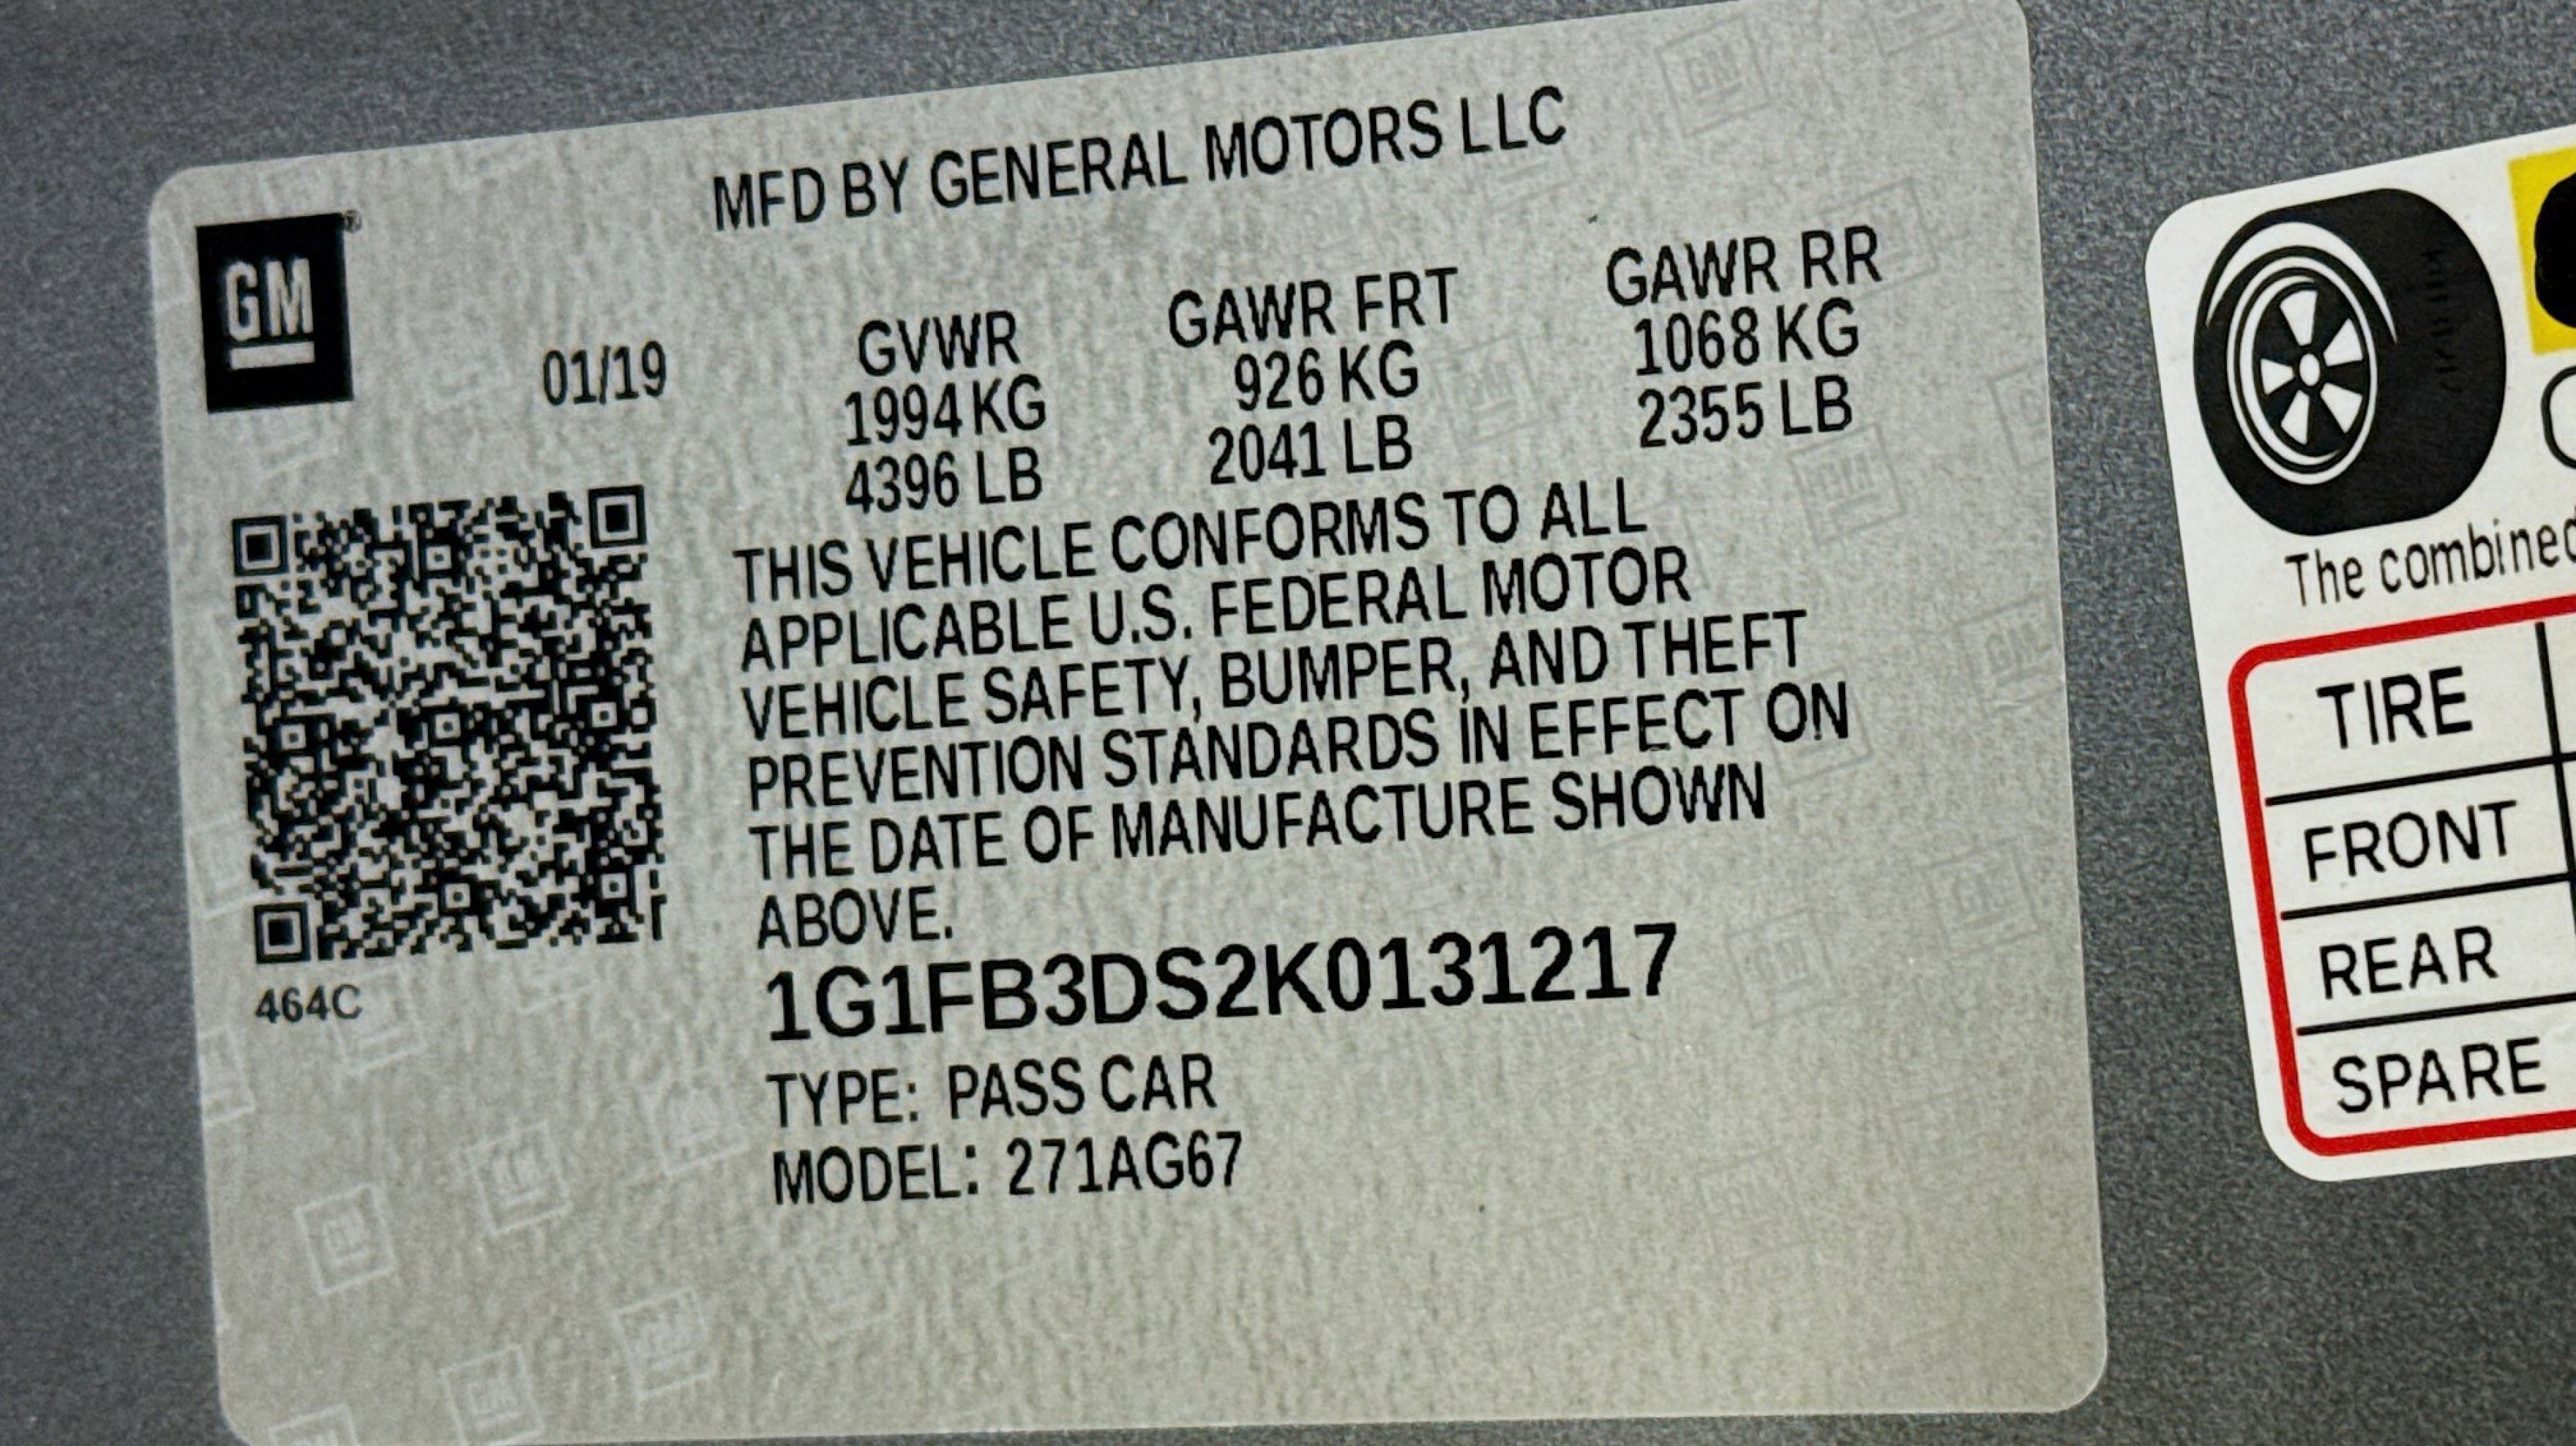 MFD BY GENERAL MOTORS LLC
GM
®
01/19
GVWR GAWR FRT GAWR RR
1994 KG 926 KG 1068 KG
4396 LB 2041 LB 2355 LB
THIS VEHICLE CONFORMS TO ALL
APPLICABLE U.S. FEDERAL MOTOR
VEHICLE SAFETY, BUMPER, AND THEFT
PREVENTION STANDARDS IN EFFECT ON
THE DATE OF MANUFACTURE SHOWN
ABOVE.
1G1FB3DS2K0131217
TYPE: PASS CAR
MODEL: 271AG67
464C
The combined
TIRE
FRONT
REAR
SPARE